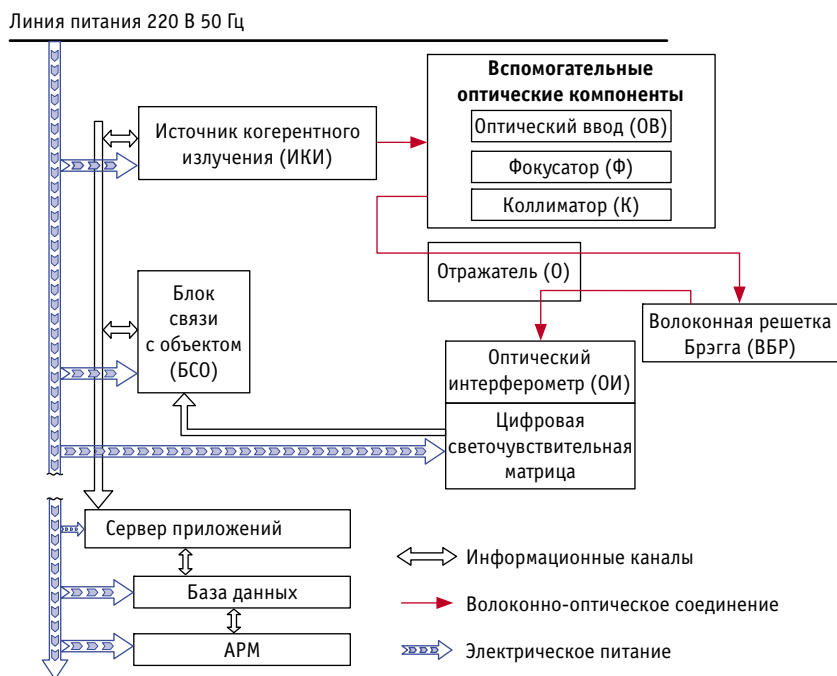 Линия питания 220 В 50 Гц
Вспомогательные
оптические компоненты
Оптический ввод (ОВ)
Фокусатор (Ф)
Коллиматор (К)
Источник когерентного
излучения (ИКИ)
Отражатель (О)
Блок
связи
с объектом
(БСО)
Волоконная решетка
Брэгга (ВБР)
Оптический
интерферометр (ОИ)
Цифровая
светочувствительная
матрица
Сервер приложений
База данных
АРМ
Информационные каналы
Волоконно-оптическое соединение
Электрическое питание